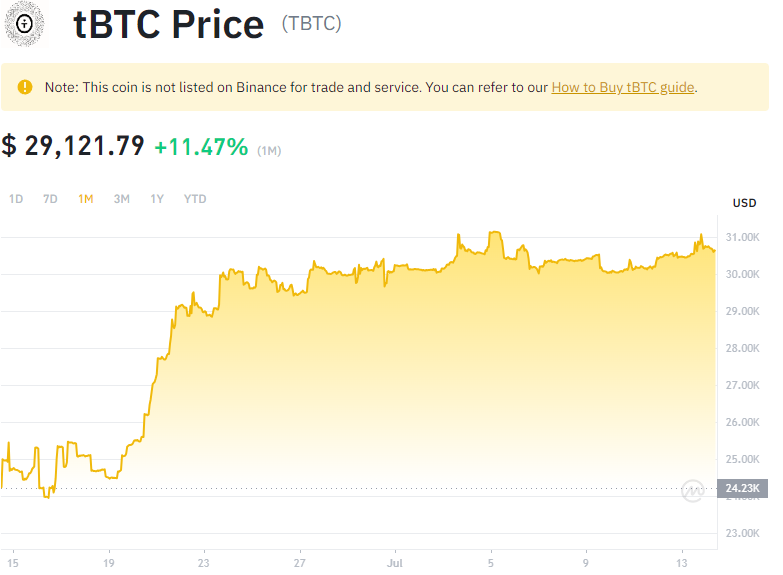 tBTC Price (TBTC)
Note: This coin is not listed on Binance for trade and service. You can refer to our How to Buy tBTC guide.
$ 29,121.79 +11.47% (1M)
1D 7D 1M 3M 1Y YTD
USD
31.00K
30.00K
29.00K
28.00K
27.00K
26.00K
25.00K
24.23K
23.00K
15 19 23 27 Jul 5 9 13